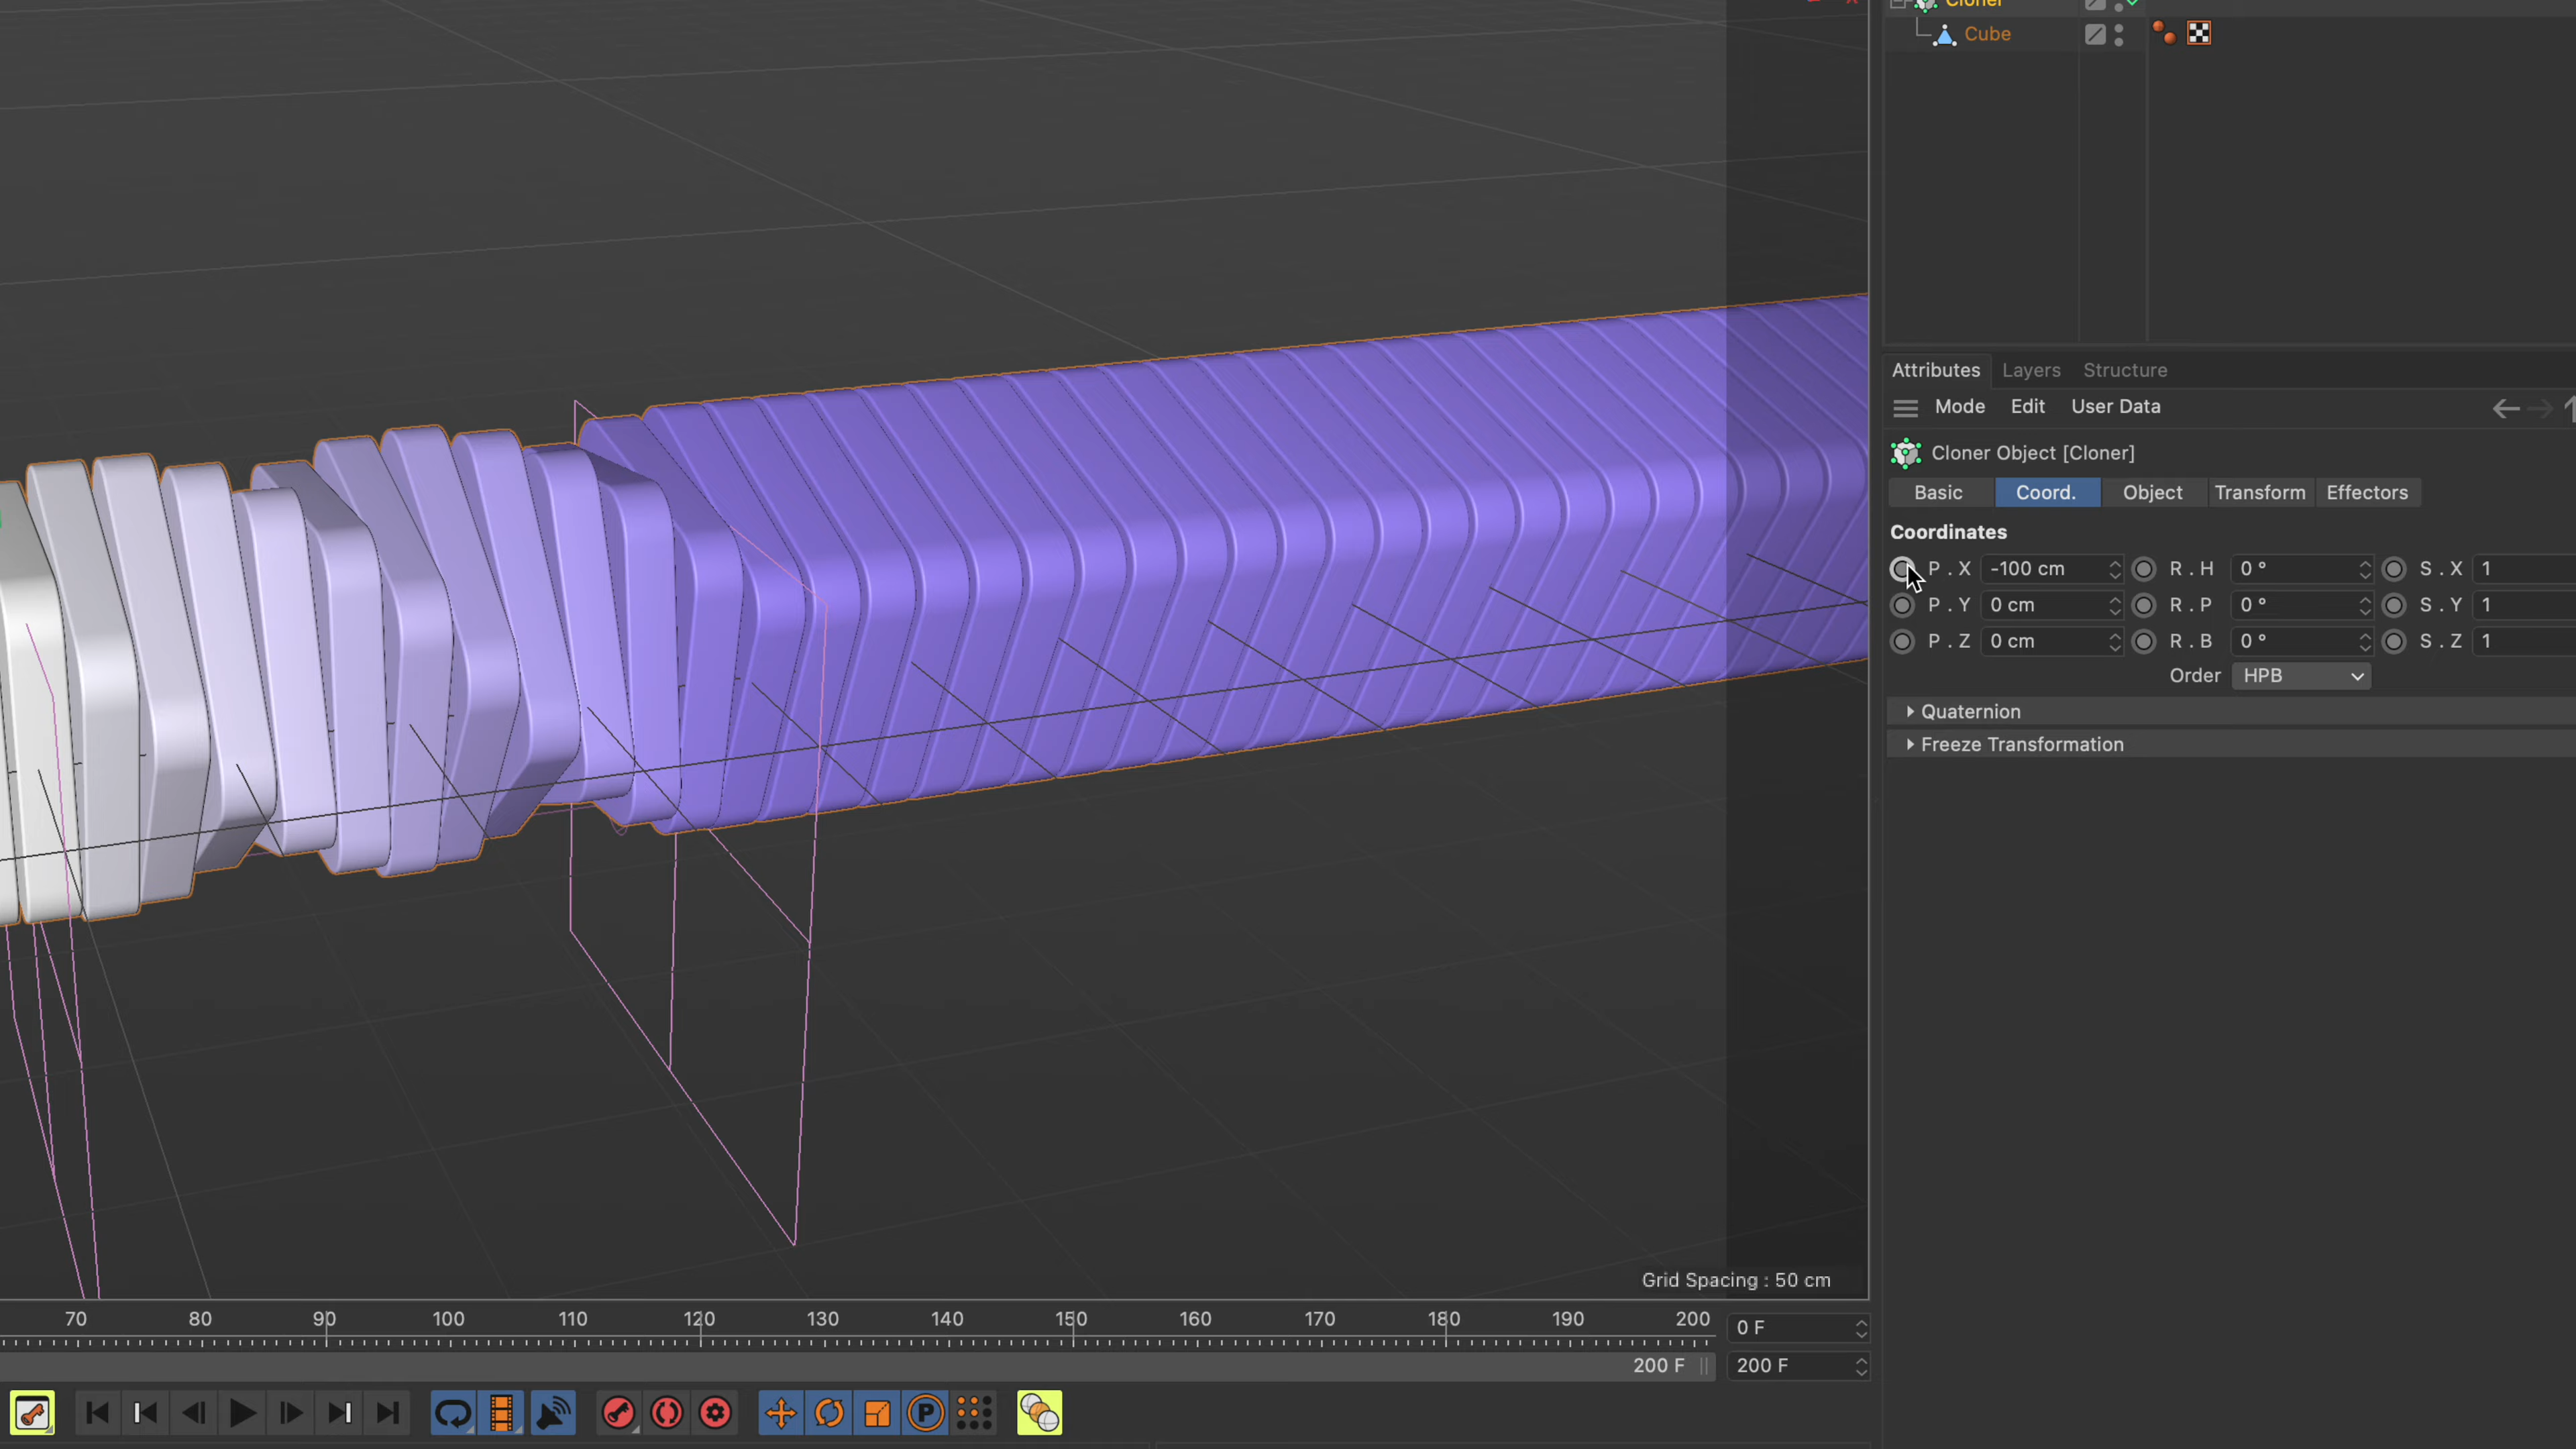 Cloner
Cube
Attributes Layers Structure
Mode Edit User Data
Cloner Object [Cloner]
Basic Coord. Object Transform Effectors
Coordinates
P . X -100 cm R . H 0 ° S . X 1
P . Y 0 cm R . P 0 ° S . Y 1
P . Z 0 cm R . B 0 ° S . Z 1
Order HPB
Quaternion
Freeze Transformation
Grid Spacing : 50 cm
70 80 90 100 110 120 130 140 150 160 170 180 190 200 0 F
200 F 200 F
P